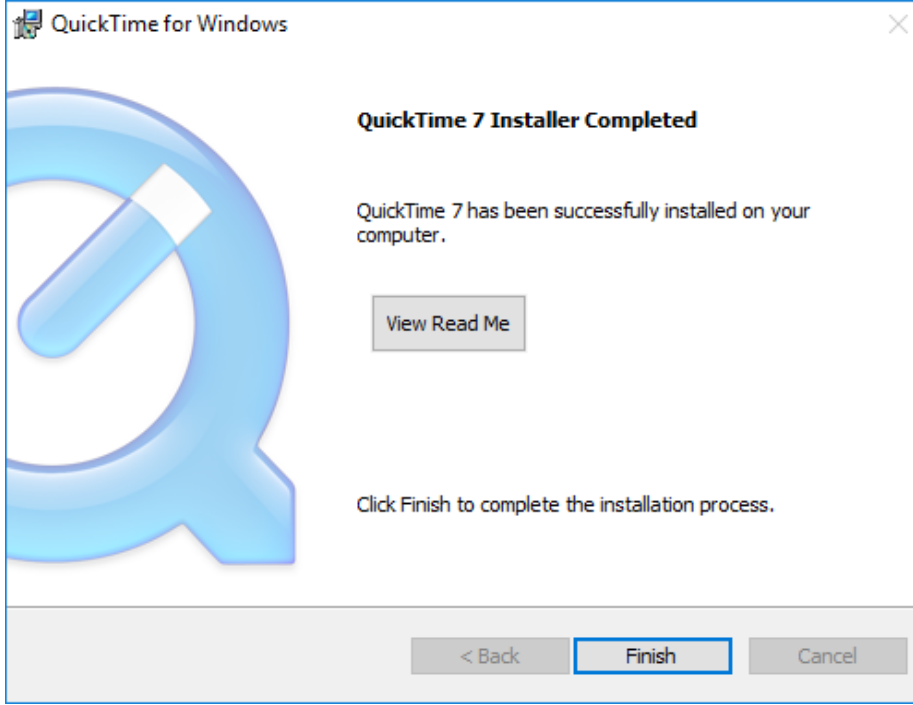 QuickTime for Windows
QuickTime 7 Installer Completed
QuickTime 7 has been successfully installed on your
computer.
View Read Me
Click Finish to complete the installation process.
< Back Finish Cancel